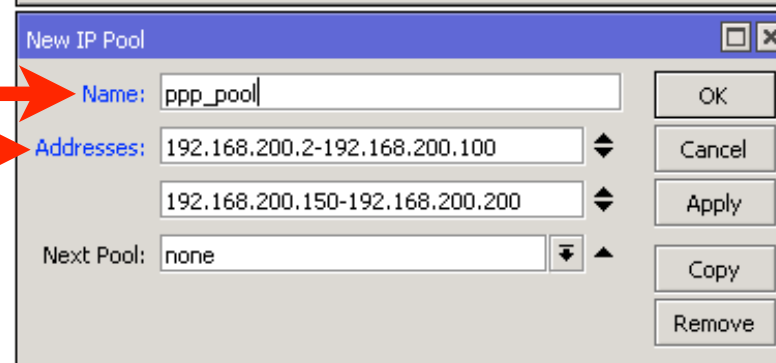 New IP Pool
Name: ppp_pool
OK
Addresses: 192.168.200.2-192.168.200.100
Cancel
192.168.200.150-192.168.200.200
Apply
Next Pool: none
Copy
Remove